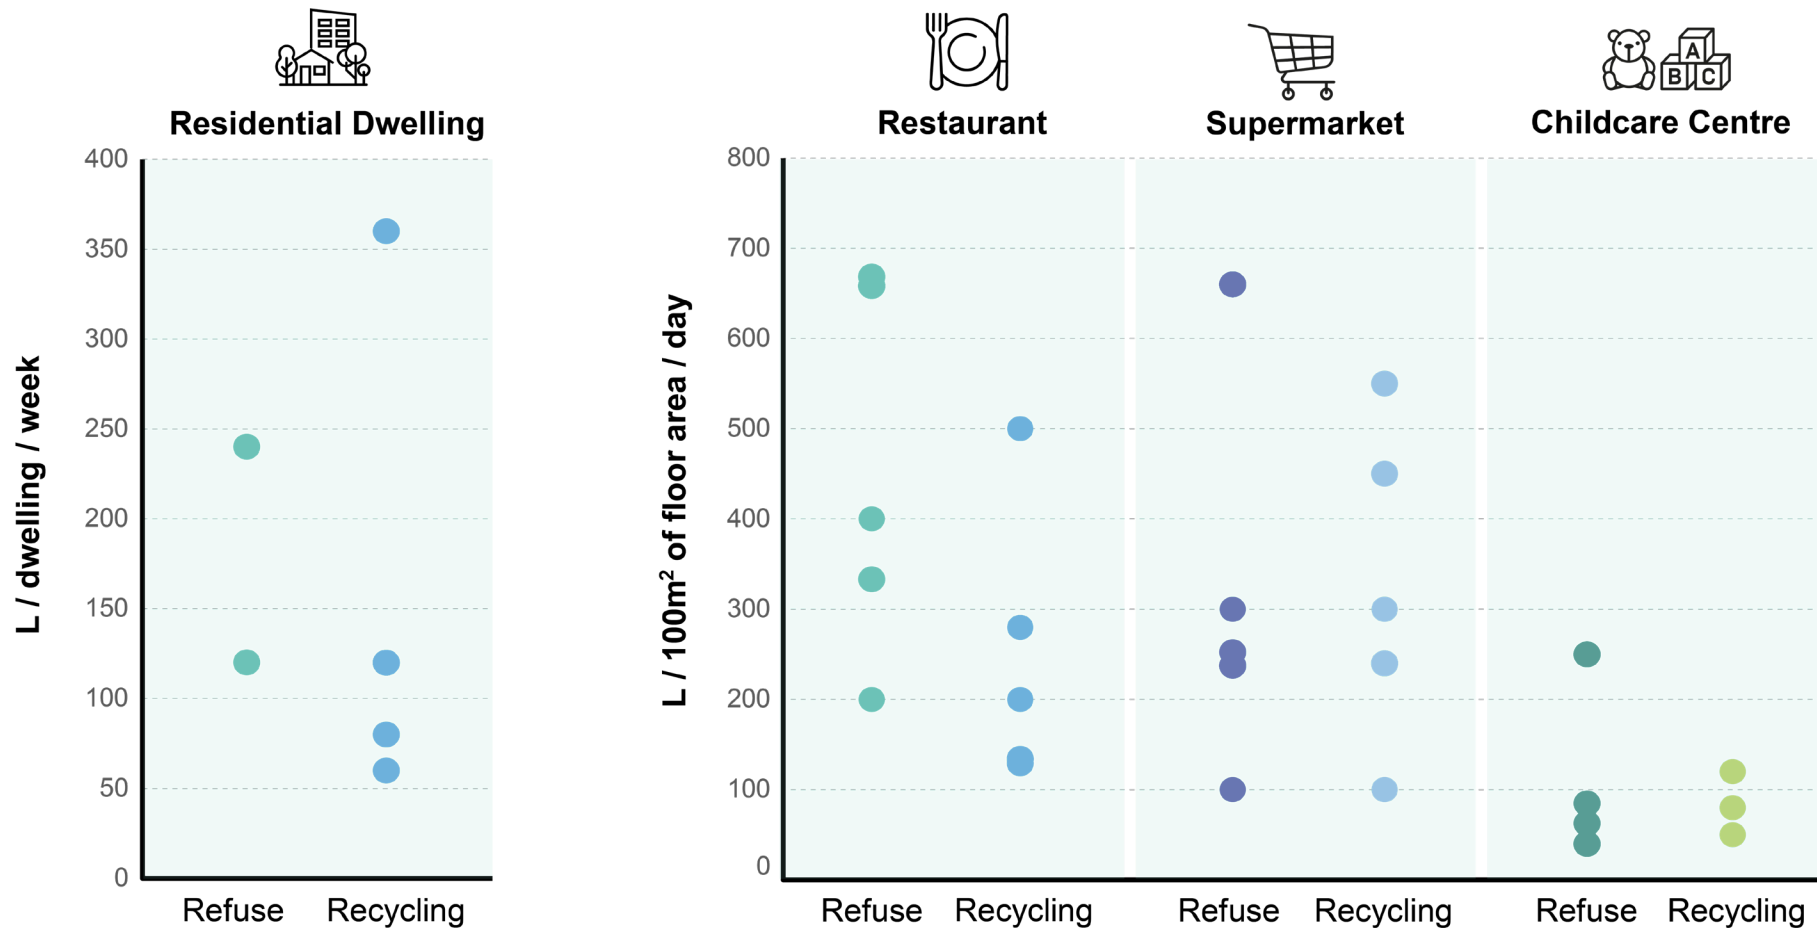 Residential Dwelling
L / dwelling / week
400
350
300
250
200
150
100
50
0
Refuse Recycling
A
B C
Restaurant Supermarket Childcare Centre
L / 100m² of floor area / day
800
700
600
500
400
300
200
100
0
Refuse Recycling Refuse Recycling Refuse Recycling